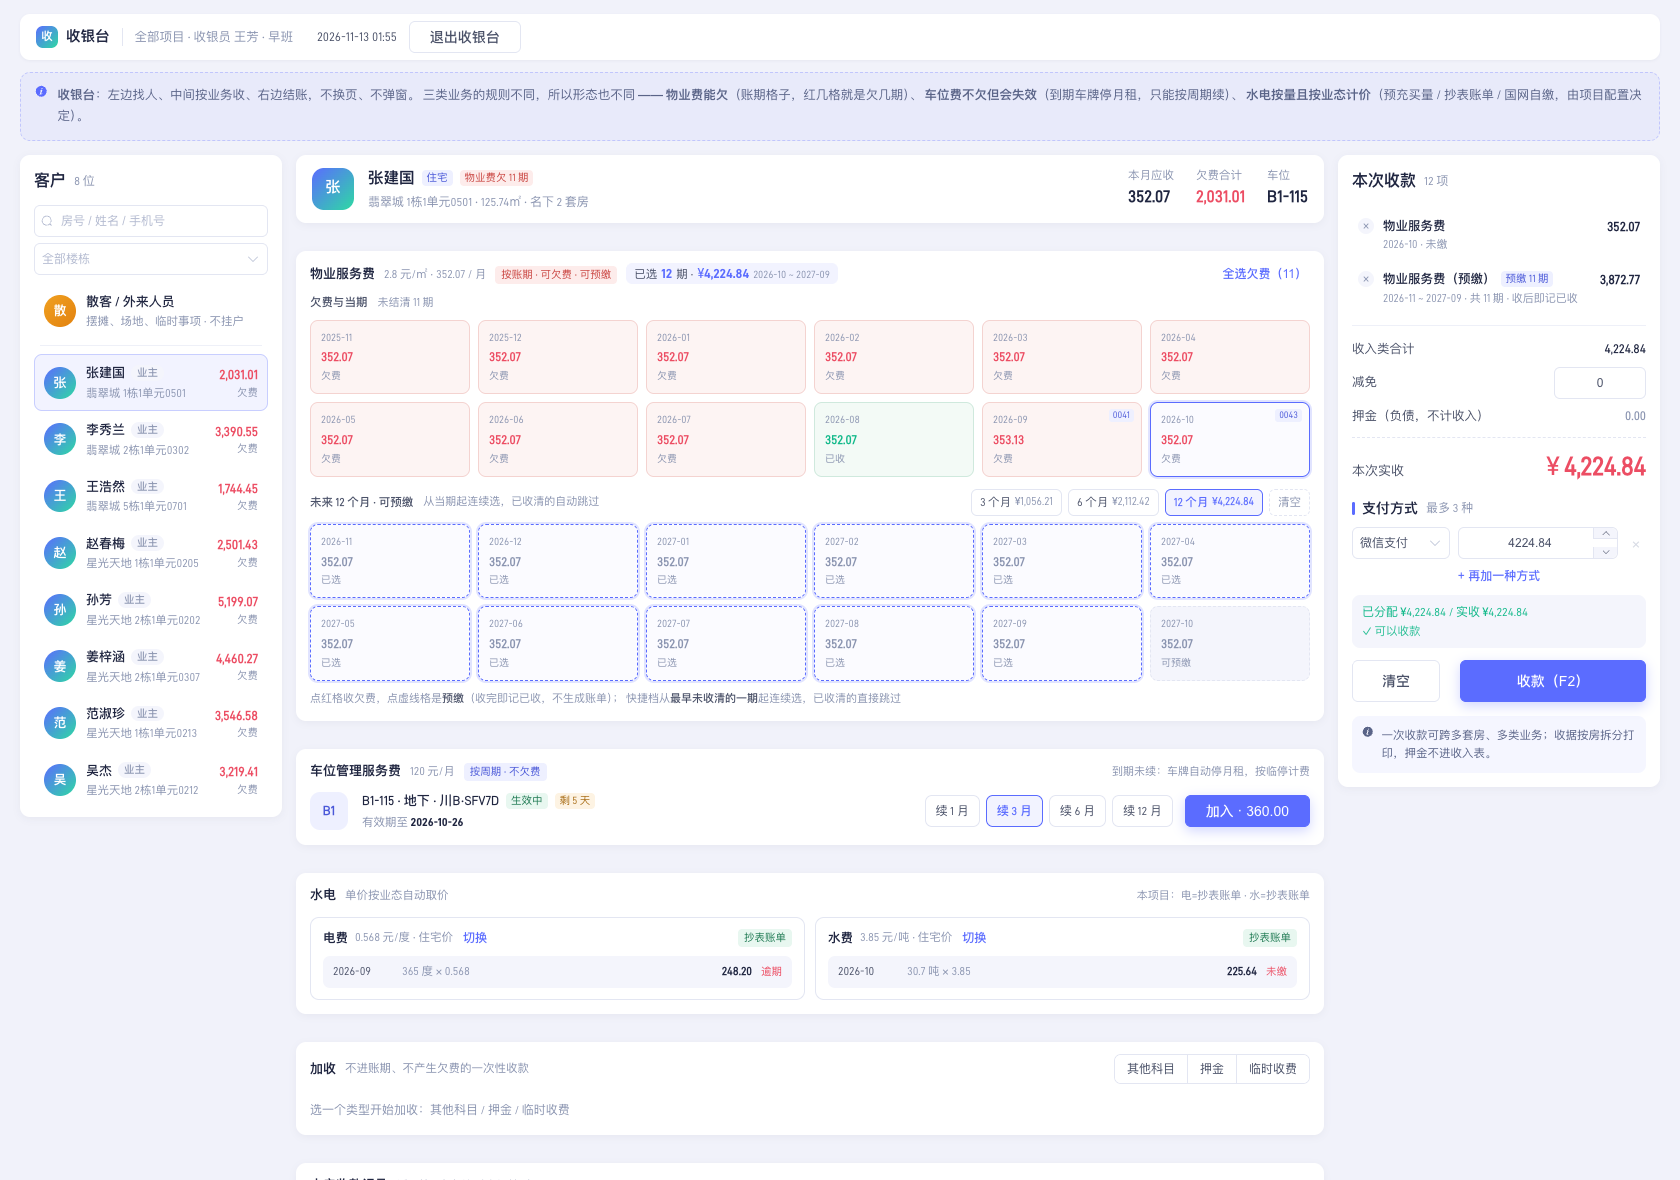 收 收银台 全部项目 · 收银员 王芳 · 早班 2026-11-13 01:55 退出收银台
收银台：左边找人、中间按业务收、右边结账，不换页、不弹窗。三类业务的规则不同，所以形态也不同 —— 物业费能欠（账期格子，红几格就是欠几期）、车位费不欠但会失效（到期车牌停月租，只能按周期续）、水电按量且按业态计价（预充买量 / 抄表账单 / 国网自缴，由项目配置决
定）。
客户 8 位
房号 / 姓名 / 手机号
全部楼栋
散 散客 / 外来人员
摆摊、场地、临时事项 · 不挂户
张 张建国 业主 2,031.01
翡翠城 1栋1单元0501 欠费
李 李秀兰 业主 3,390.55
翡翠城 2栋1单元0302 欠费
王 王浩然 业主 1,744.45
翡翠城 5栋1单元0701 欠费
赵 赵春梅 业主 2,501.43
星光天地 1栋1单元0205 欠费
孙 孙芳 业主 5,199.07
星光天地 2栋1单元0202 欠费
姜 姜梓涵 业主 4,460.27
星光天地 2栋1单元0307 欠费
范 范淑珍 业主 3,546.58
星光天地 1栋1单元0213 欠费
吴 吴杰 业主 3,219.41
星光天地 2栋1单元0212 欠费
张 张建国 住宅 物业费欠 11 期
翡翠城 1栋1单元0501 · 125.74㎡ · 名下 2 套房
本月应收 欠费合计 车位
352.07 2,031.01 B1-115
物业服务费 2.8 元/㎡ · 352.07 / 月 按账期 · 可欠费 · 可预缴 已选 12 期 · ¥4,224.84 2026-10 ~ 2027-09 全选欠费（11）
欠费与当期 未结清 11 期
2025-11 2025-12 2026-01 2026-02 2026-03 2026-04
352.07 352.07 352.07 352.07 352.07 352.07
欠费 欠费 欠费 欠费 欠费 欠费
2026-05 2026-06 2026-07 2026-08 2026-09 0041 2026-10 0043
352.07 352.07 352.07 352.07 353.13 352.07
欠费 欠费 欠费 已收 欠费 欠费
未来 12 个月 · 可预缴 从当期起连续选，已收清的自动跳过 3 个月 ¥1,056.21 6 个月 ¥2,112.42 12 个月 ¥4,224.84 清空
2026-11 2026-12 2027-01 2027-02 2027-03 2027-04
352.07 352.07 352.07 352.07 352.07 352.07
已选 已选 已选 已选 已选 已选
2027-05 2027-06 2027-07 2027-08 2027-09 2027-10
352.07 352.07 352.07 352.07 352.07 352.07
已选 已选 已选 已选 已选 可预缴
点红格收欠费，点虚线格是预缴（收完即记已收，不生成账单）；快捷档从最早未收清的一期起连续选，已收清的直接跳过
车位管理服务费 120 元/月 按周期 · 不欠费 到期未续：车牌自动停月租，按临停计费
B1 B1-115 · 地下 · 川B·SFV7D 生效中 剩 5 天
有效期至 2026-10-26
续 1 月 续 3 月 续 6 月 续 12 月 加入 · 360.00
水电 单价按业态自动取价 本项目：电=抄表账单 · 水=抄表账单
电费 0.568 元/度 · 住宅价 切换 抄表账单
2026-09 365 度 × 0.568 248.20 逾期
水费 3.85 元/吨 · 住宅价 切换 抄表账单
2026-10 30.7 吨 × 3.85 225.64 未缴
加收 不进账期、不产生欠费的一次性收款 其他科目 押金 临时收费
选一个类型开始加收：其他科目 / 押金 / 临时收费
本次收款 12 项
× 物业服务费 352.07
2026-10 · 未缴
× 物业服务费（预缴） 预缴 11 期 3,872.77
2026-11 ~ 2027-09 · 共 11 期 · 收后即记已收
收入类合计 4,224.84
减免 0
押金（负债，不计收入） 0.00
本次实收 ¥ 4,224.84
支付方式 最多 3 种
微信支付 4224.84 ×
+ 再加一种方式
已分配 ¥4,224.84 / 实收 ¥4,224.84
✓ 可以收款
清空 收款（F2）
一次收款可跨多套房、多类业务；收据按房拆分打
印，押金不进收入表。